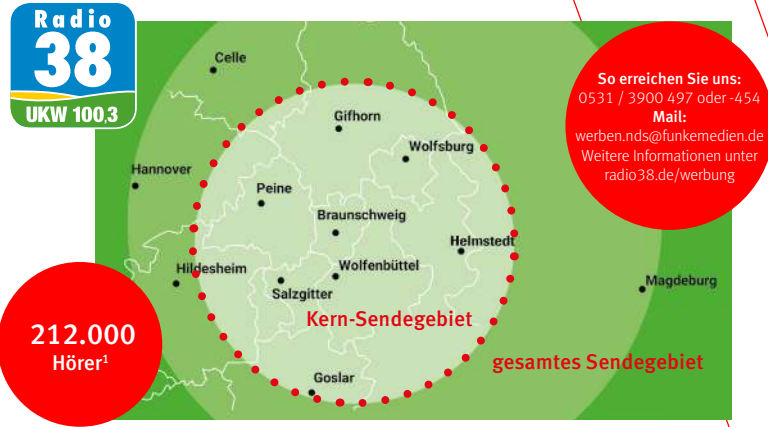 Radio
38
UKW 100,3
So erreichen Sie uns:
0531 / 3900 497 oder -454
Mail:
werben.nds@funkemedien.de
Weitere Informationen unter
radio38.de/werbung
Celle
Gifhorn
Wolfsburg
Hannover
Peine
Braunschweig
Helmstedt
Hildesheim
Wolfenbüttel
Salzgitter
Magdeburg
Kern-Sendegebiet
212.000
Hörer¹
gesamtes Sendegebiet
Goslar